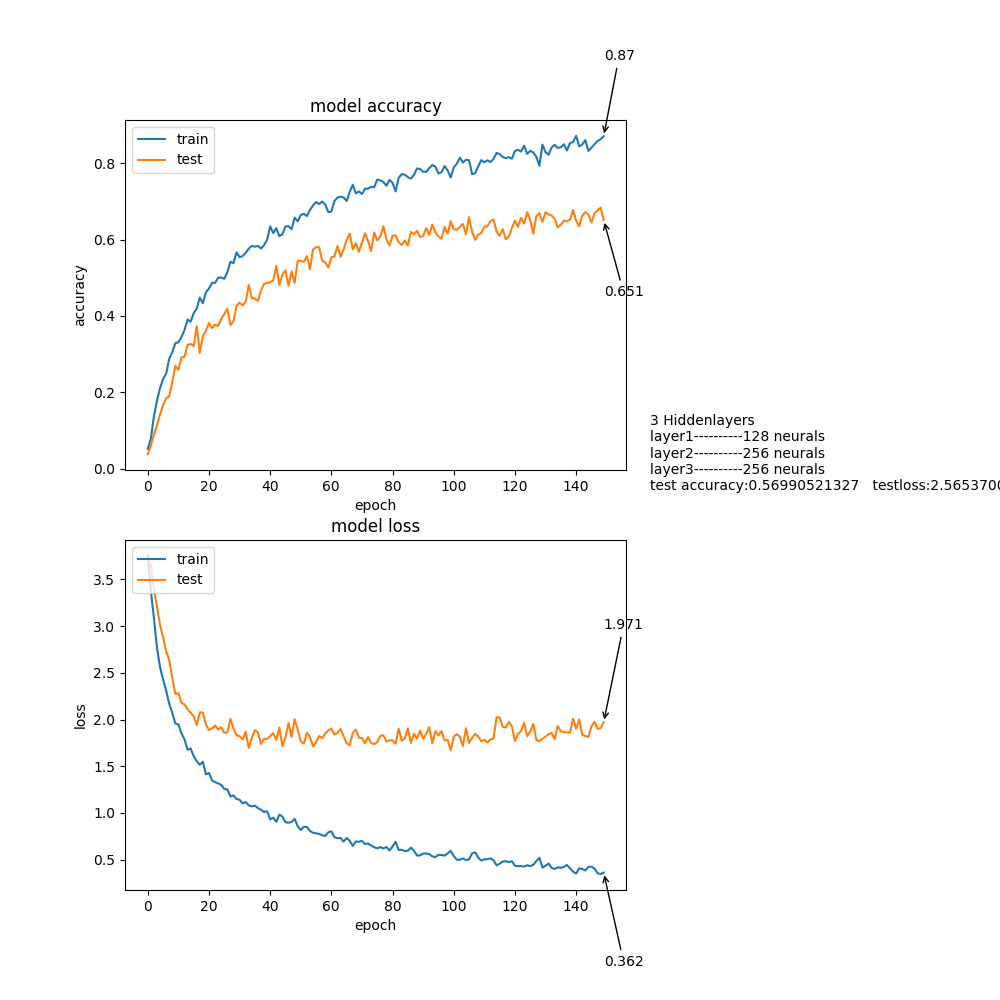 0.87
model accuracy
train
test
0.8
0.6
0.4
0.2
0.0
accuracy
0.651
0 20 40 60 80 100 120 140
epoch
3 Hiddenlayers
layer1----------128 neurals
layer2----------256 neurals
layer3----------256 neurals
test accuracy:0.56990521327 testloss:2.5653700
model loss
train
test
3.5
3.0
2.5
2.0
1.5
1.0
0.5
loss
1.971
0 20 40 60 80 100 120 140
epoch
0.362